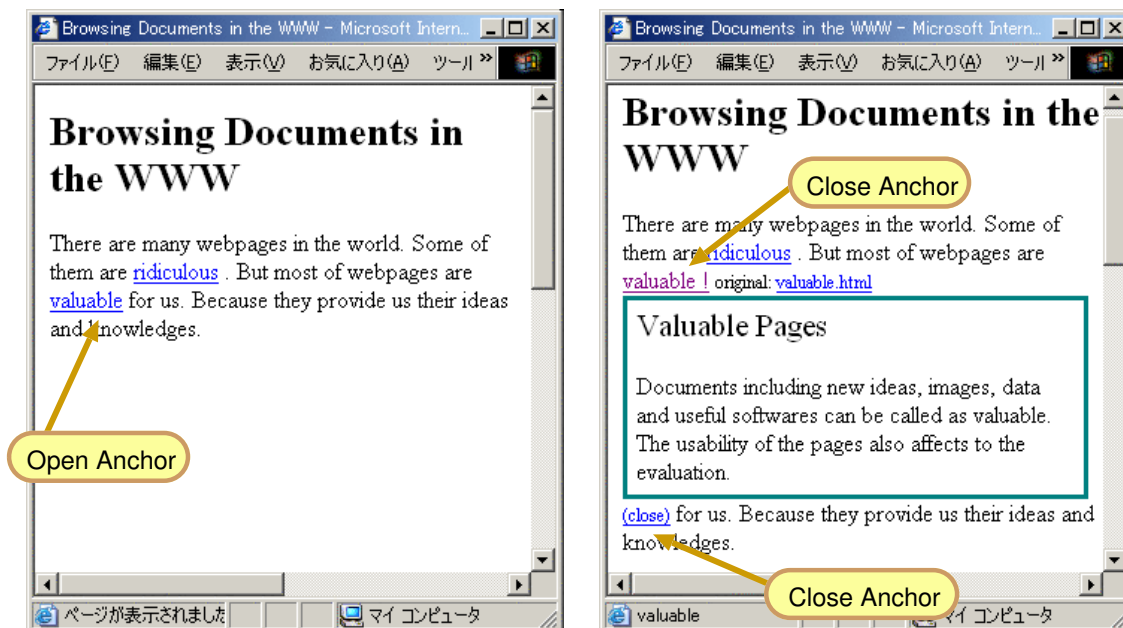 Browsing Documents in the WWW - Microsoft Intern...
ファイル(F) 編集(E) 表示(V) お気に入り(A) ツール »
Browsing Documents in
the WWW
There are many webpages in the world. Some of
them are ridiculous . But most of webpages are
valuable for us. Because they provide us their ideas
and knowledges.
Open Anchor
ページが表示されました
マイ コンピュータ
Browsing Documents in the WWW - Microsoft Intern...
ファイル(F) 編集(E) 表示(V) お気に入り(A) ツール »
Browsing Documents in the
WWW
Close Anchor
There are many webpages in the world. Some of
them are ridiculous . But most of webpages are
valuable ! original: valuable.html
Valuable Pages
Documents including new ideas, images, data
and useful softwares can be called as valuable.
The usability of the pages also affects to the
evaluation.
(close) for us. Because they provide us their ideas and
knowledges.
Close Anchor
valuable
マイ コンピュータ